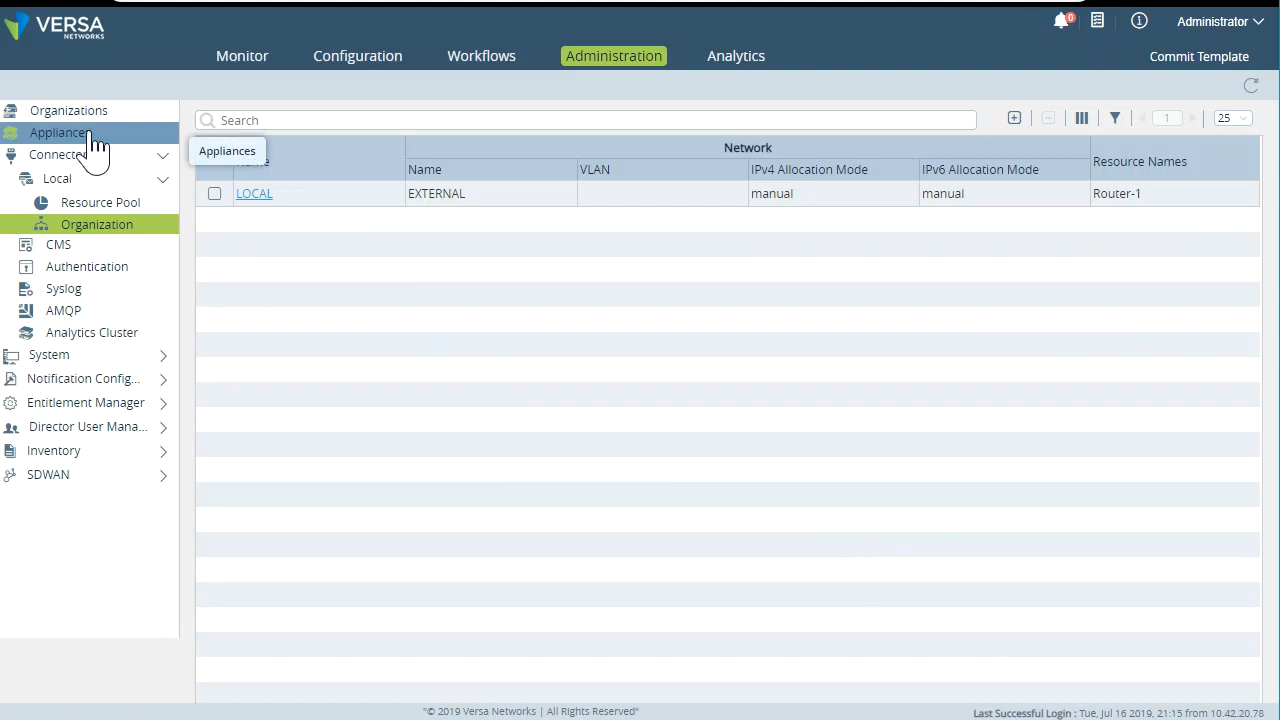 VERSA
NETWORKS
0
Administrator
Monitor
Configuration
Workflows
Administration
Analytics
Commit Template
Organizations
Appliances
Local
Resource Pool
Organization
CMS
Authentication
Syslog
AMQP
Analytics Cluster
System
Notification Config...
Entitlement Manager
Director User Mana...
Inventory
SDWAN
Search
1
25
Appliances
Network
Name VLAN IPv4 Allocation Mode IPv6 Allocation Mode Resource Names
LOCAL EXTERNAL manual manual Router-1
"© 2019 Versa Networks | All Rights Reserved"
Last Successful Login : Tue, Jul 16 2019, 21:15 from 10.42.20.78